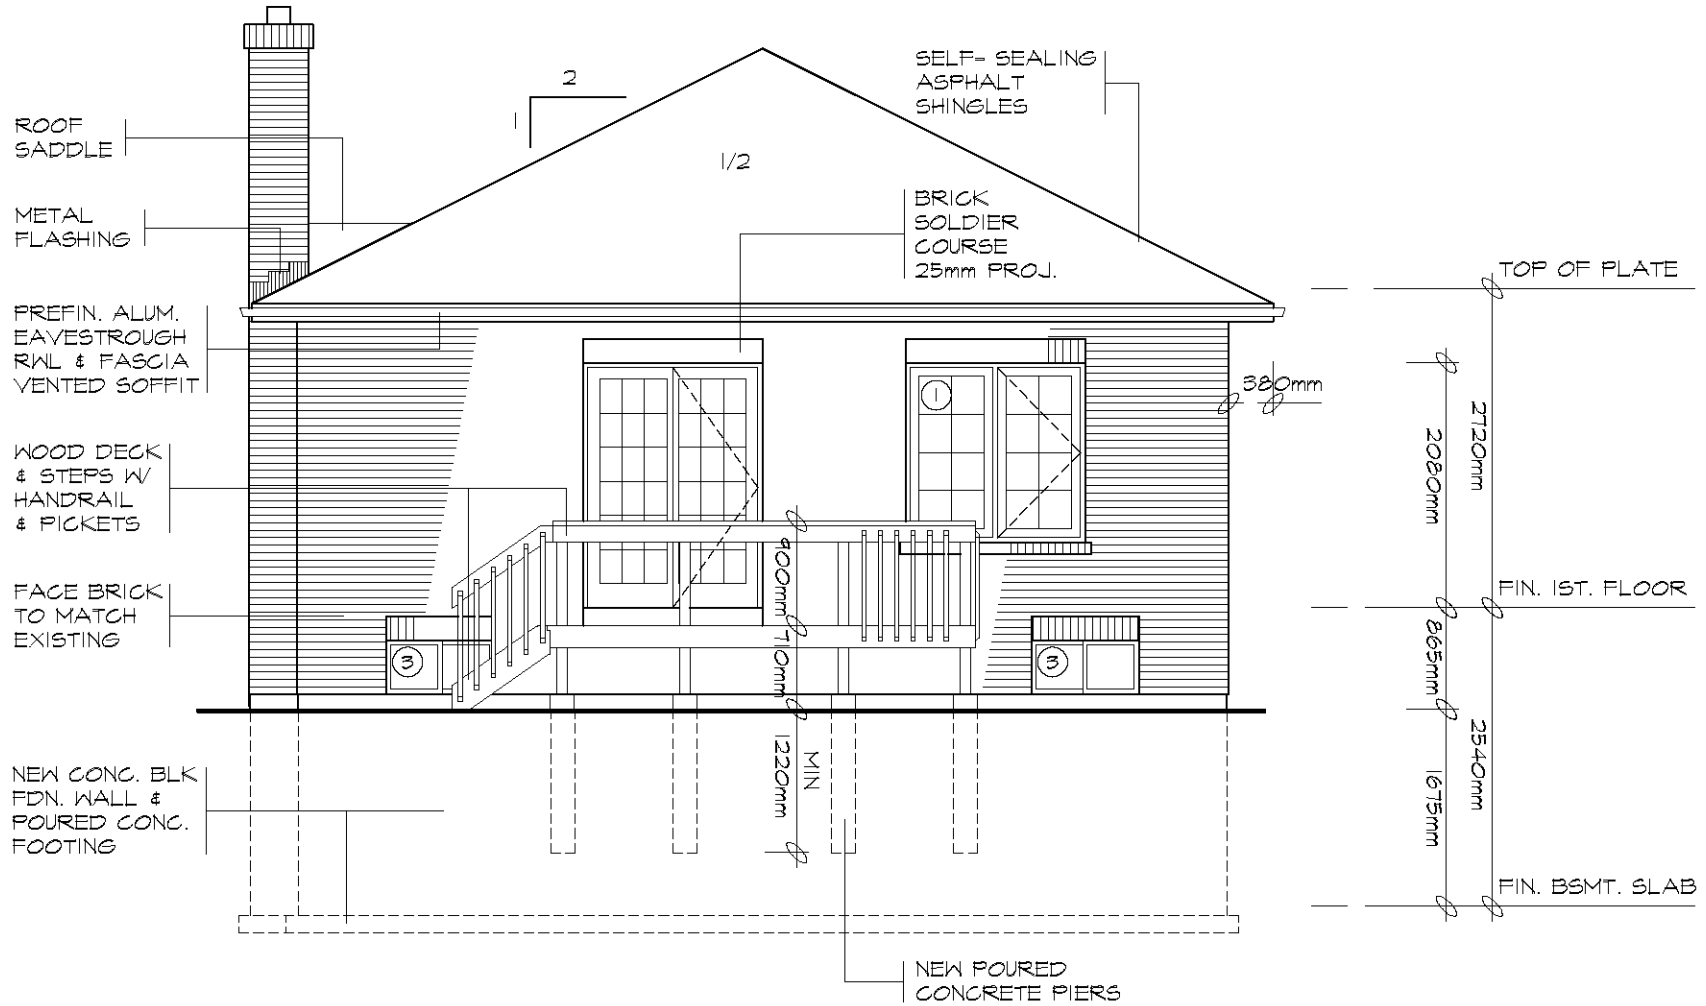 ROOF
SADDLE
METAL
FLASHING
PREFIN. ALUM.
EAVESTROUGH
RWL & FASCIA
VENTED SOFFIT
WOOD DECK
& STEPS W/
HANDRAIL
& PICKETS
FACE BRICK
TO MATCH
EXISTING
NEW CONC. BLK
FDN. WALL &
POURED CONC.
FOOTING
2
1
1/2
SELF- SEALING
ASPHALT
SHINGLES
BRICK
SOLDIER
COURSE
25mm PROJ.
1
3
3
900mm
710mm
1220mm
MIN
NEW POURED
CONCRETE PIERS
380mm
TOP OF PLATE
2720mm
2080mm
FIN. 1ST. FLOOR
865mm
2540mm
1675mm
FIN. BSMT. SLAB